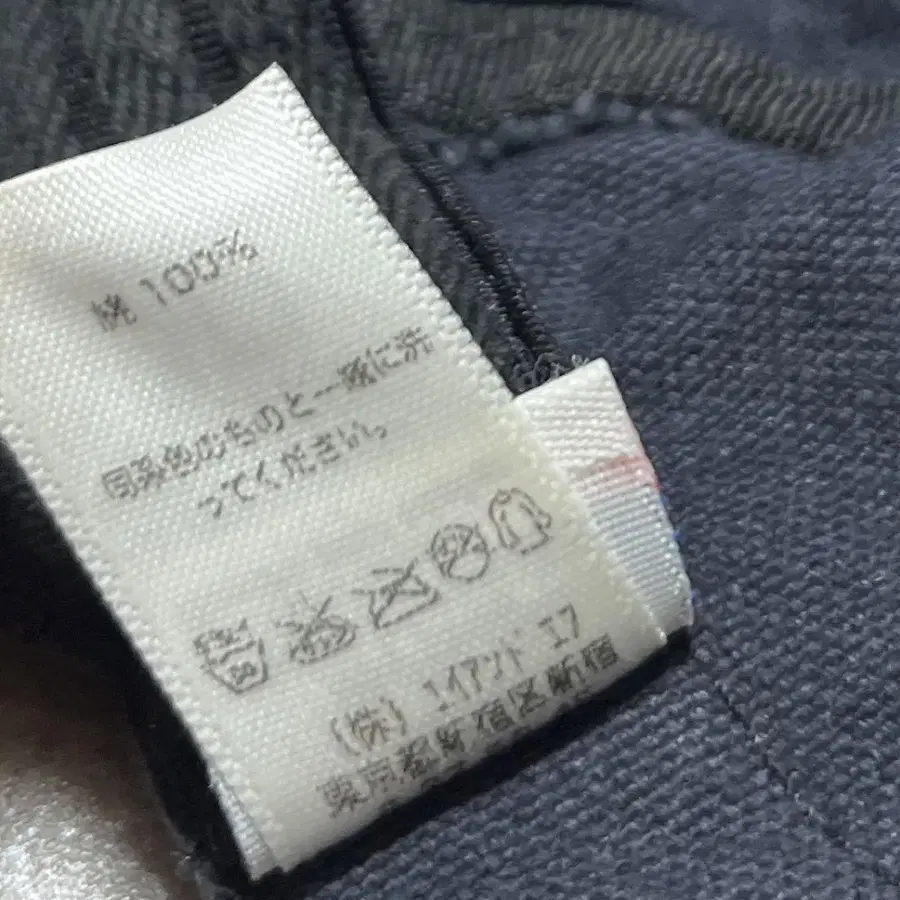 綿 100%
同系色のものと一緒に洗
ってください。
(株) エイアンド エフ
東京都新宿区新宿